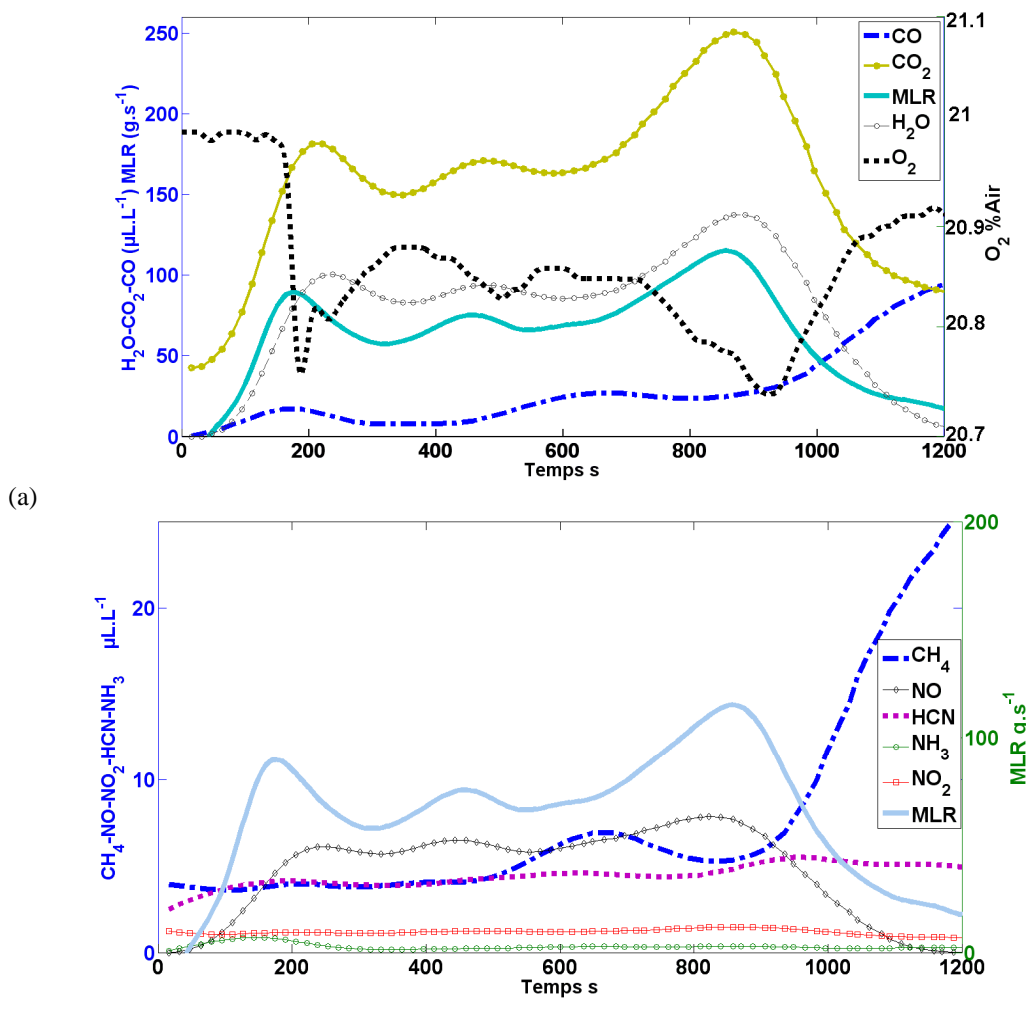 250
200
150
100
50
0
H₂O-CO₂-CO (µL.L⁻¹) MLR (g.s⁻¹)
21.1
21
20.9
20.8
20.7
O₂ %Air
CO
CO₂
MLR
H₂O
O₂
0 200 400 600 800 1000 1200
Temps s
(a)
20
10
0
CH₄-NO-NO₂-HCN-NH₃ µL.L⁻¹
200
100
0
MLR g.s⁻¹
CH₄
NO
HCN
NH₃
NO₂
MLR
0 200 400 600 800 1000 1200
Temps s